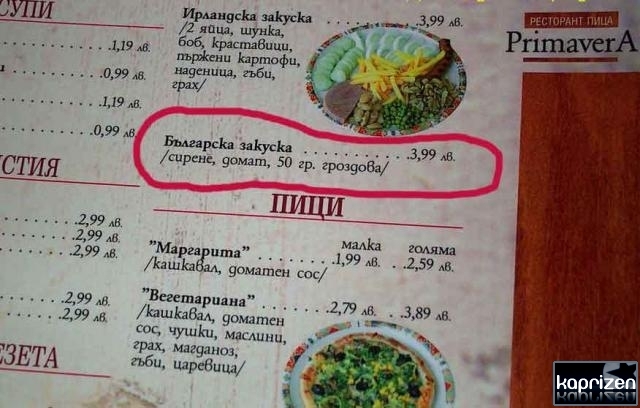 СУПИ
1,19 лв.
0,99 лв.
1,19 лв.
0,99 лв.
2,99 лв.
2,99 лв.
2,99 лв.
2,99 лв.
2,99 лв.
Ирландска закуска . . . . . . . 3,99 лв.
/2 яйца, шунка,
боб, краставици,
пържени картофи,
наденица, гъби,
грах/
Българска закуска . . . . . . . . . . 3,99 лв.
/сирене, домат, 50 гр. гроздова/
ПИЦИ
малка голяма
"Маргарита" . . . . . . . 1,99 лв. . .2,59 лв.
/кашкавал, доматен сос/
"Вегетариана" . . . . . . 2,79 лв. . 3,89 лв.
/кашкавал, доматен
сос, чушки, маслини,
грах, магданоз,
гъби, царевица/
РЕСТОРАНТ ПИЦА
PrimaverA
kaprizen